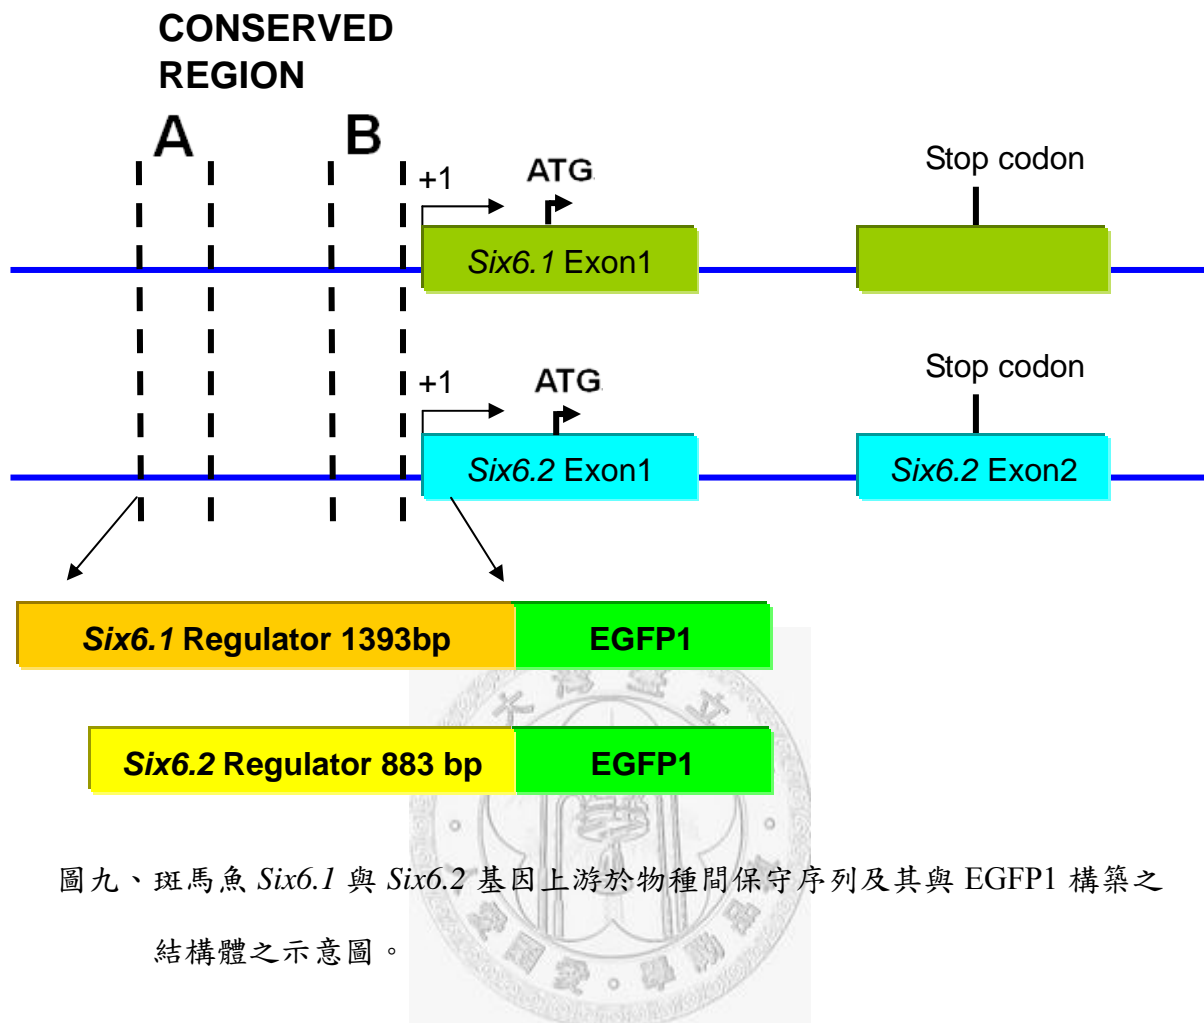 CONSERVED
REGION
A B
+1 ATG Stop codon
Six6.1 Exon1
+1 ATG Stop codon
Six6.2 Exon1 Six6.2 Exon2
Six6.1 Regulator 1393bp EGFP1
Six6.2 Regulator 883 bp EGFP1
圖九、斑馬魚 Six6.1 與 Six6.2 基因上游於物種間保守序列及其與 EGFP1 構築之
結構體之示意圖。